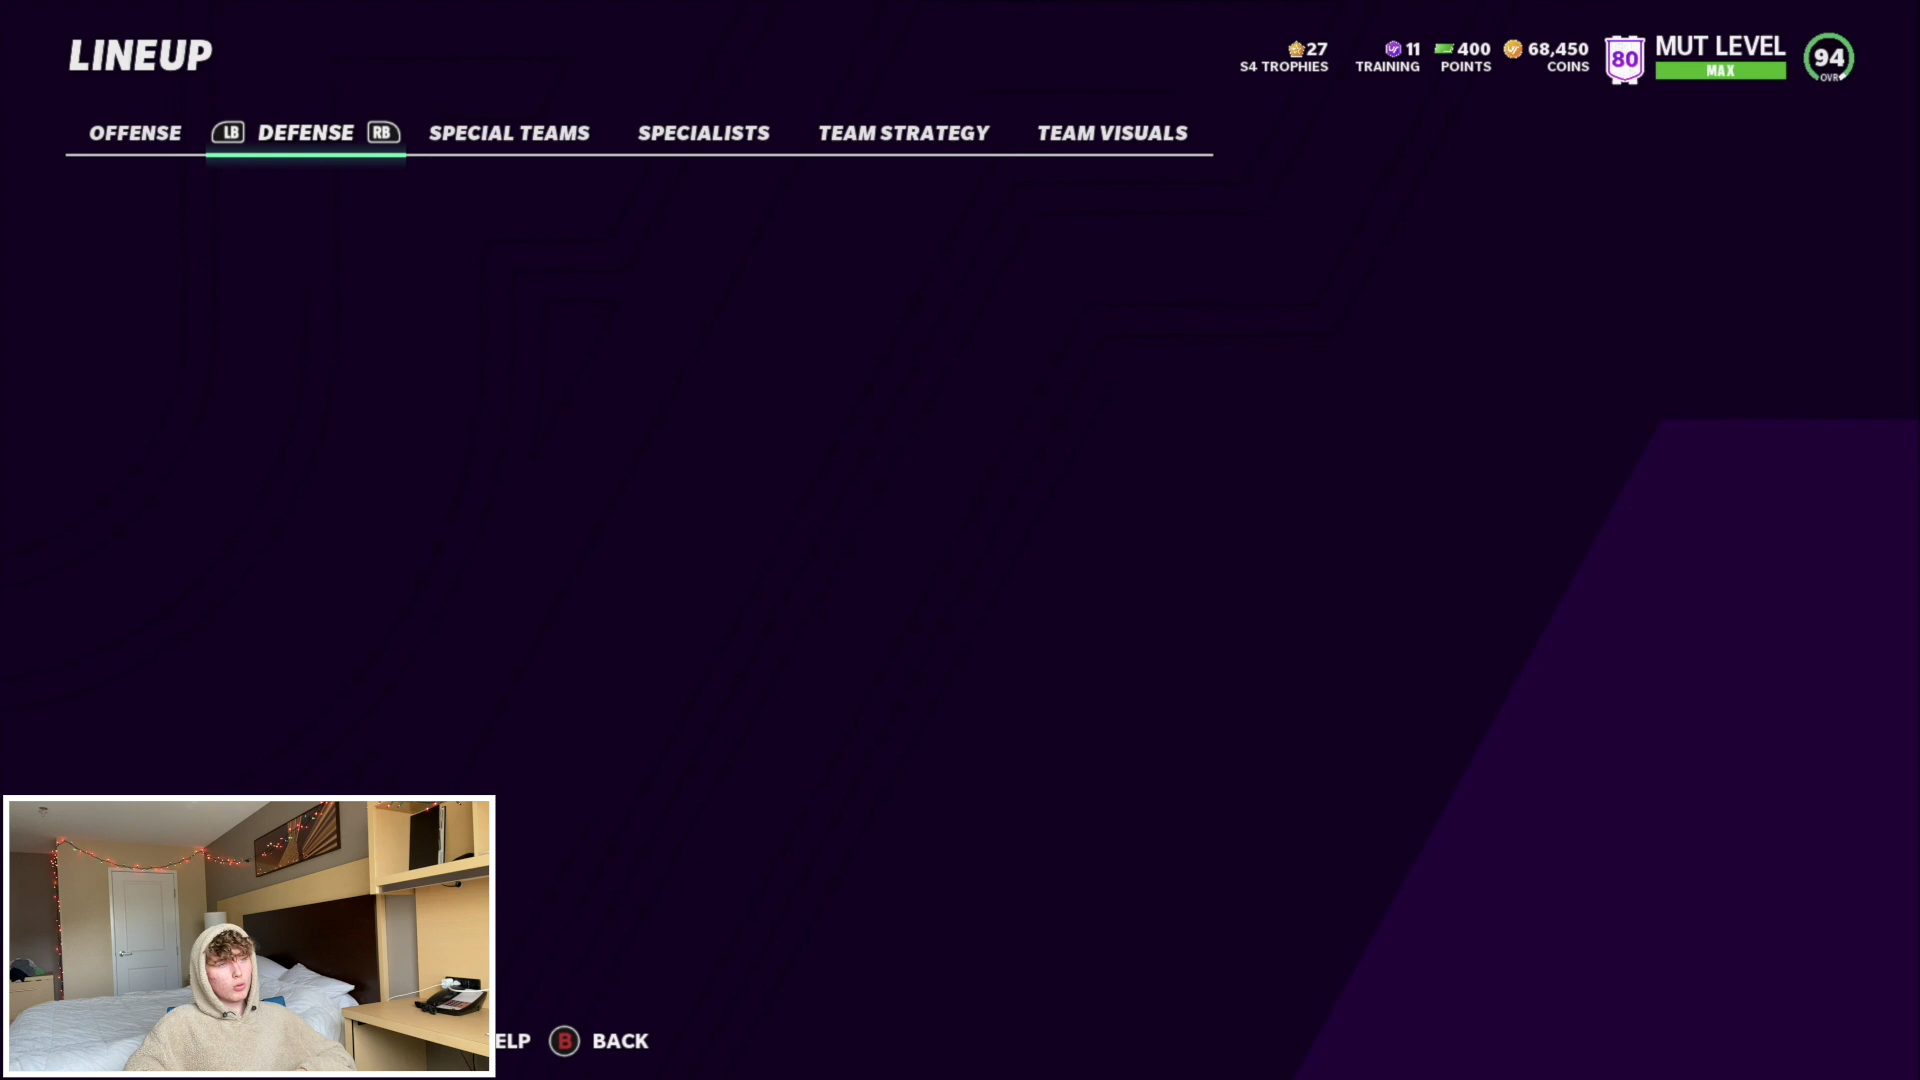 LINEUP
27
S4 TROPHIES
11
TRAINING
400
POINTS
68,450
COINS
80
MUT LEVEL
MAX
94
OVR
OFFENSE LB DEFENSE RB SPECIAL TEAMS SPECIALISTS TEAM STRATEGY TEAM VISUALS
ELP B BACK